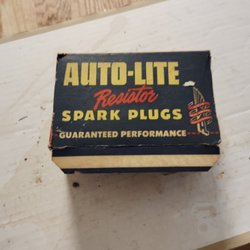 AUTO-LITE
Resistor
SPARK PLUGS
GUARANTEED PERFORMANCE